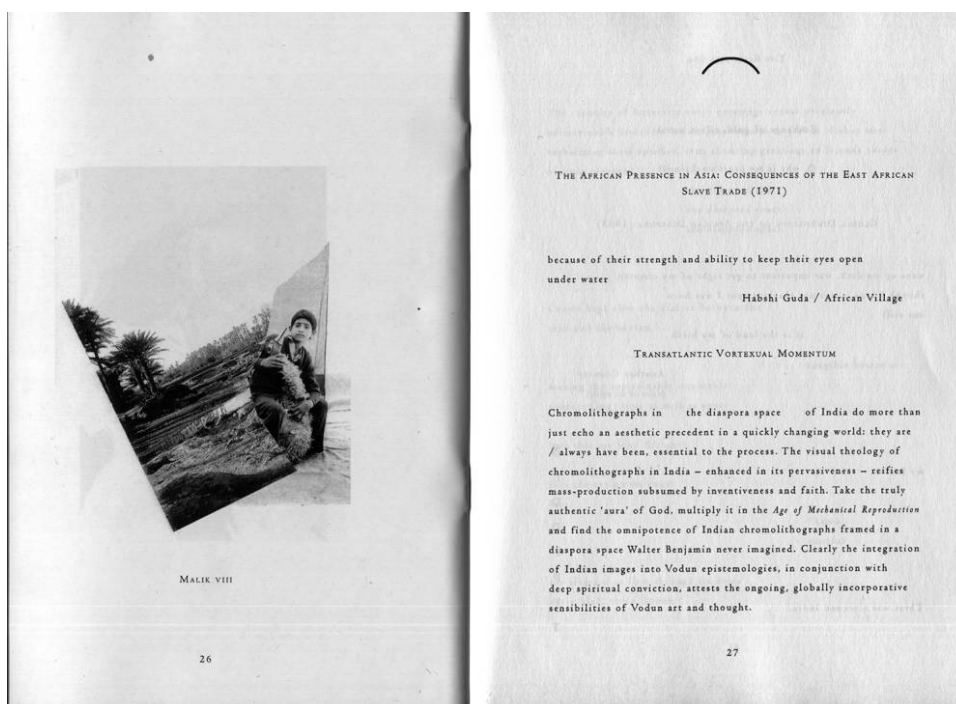 MALIK VIII
26
THE AFRICAN PRESENCE IN ASIA: CONSEQUENCES OF THE EAST AFRICAN
SLAVE TRADE (1971)
because of their strength and ability to keep their eyes open
under water
Habshi Guda / African Village
TRANSATLANTIC VORTEXUAL MOMENTUM
Chromolithographs in the diaspora space of India do more than
just echo an aesthetic precedent in a quickly changing world: they are
/ always have been, essential to the process. The visual theology of
chromolithographs in India – enhanced in its pervasiveness – reifies
mass-production subsumed by inventiveness and faith. Take the truly
authentic 'aura' of God, multiply it in the Age of Mechanical Reproduction
and find the omnipotence of Indian chromolithographs framed in a
diaspora space Walter Benjamin never imagined. Clearly the integration
of Indian images into Vodun epistemologies, in conjunction with
deep spiritual conviction, attests the ongoing, globally incorporative
sensibilities of Vodun art and thought.
27